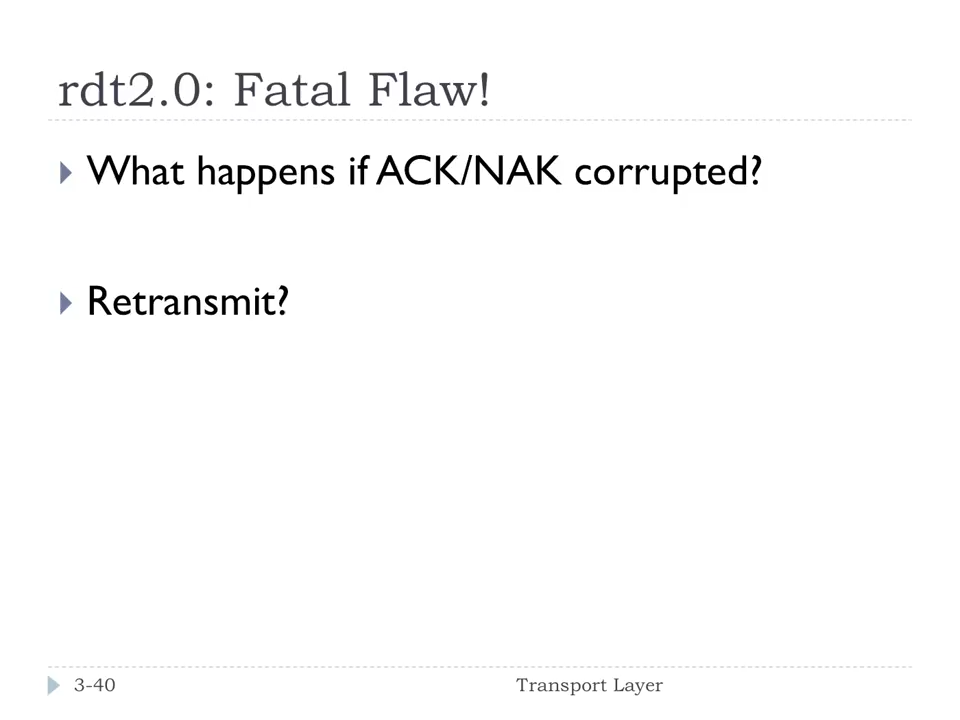 rdt2.0: Fatal Flaw!
What happens if ACK/NAK corrupted?
Retransmit?
3-40
Transport Layer